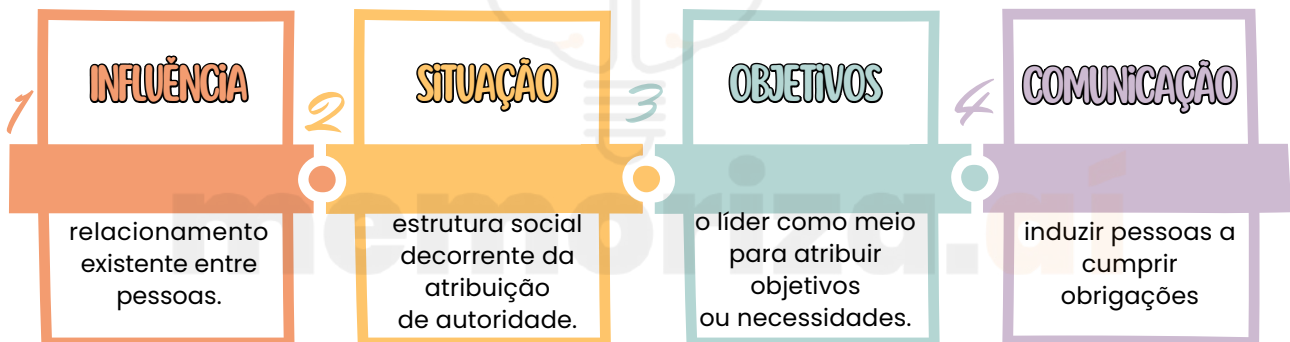 1
INFLUÊNCIA
relacionamento
existente entre
pessoas.
2
SITUAÇÃO
estrutura social
decorrente da
atribuição
de autoridade.
3
OBJETIVOS
o líder como meio
para atribuir
objetivos
ou necessidades.
4
COMUNICAÇÃO
induzir pessoas a
cumprir
obrigações
memoriza.aí